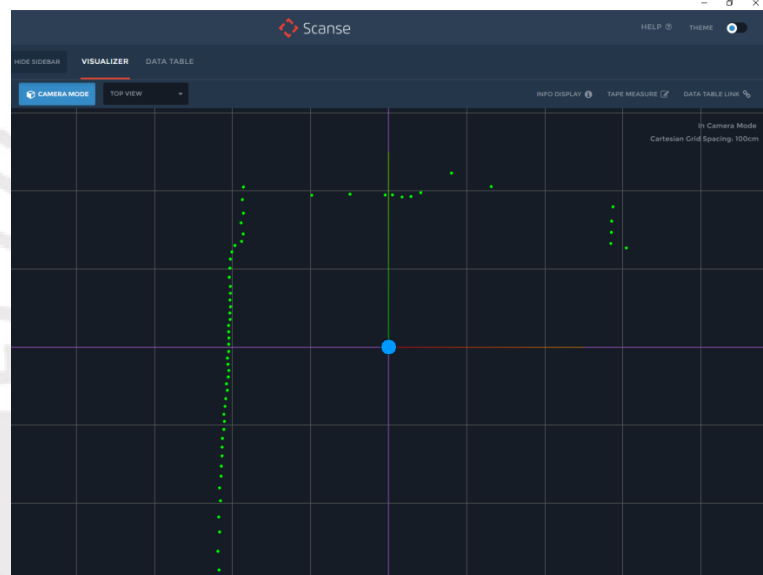 Scanse
HELP
THEME
HIDE SIDEBAR
VISUALIZER
DATA TABLE
CAMERA MODE
TOP VIEW
INFO DISPLAY
TAPE MEASURE
DATA TABLE LINK
In Camera Mode
Cartesian Grid Spacing: 100cm